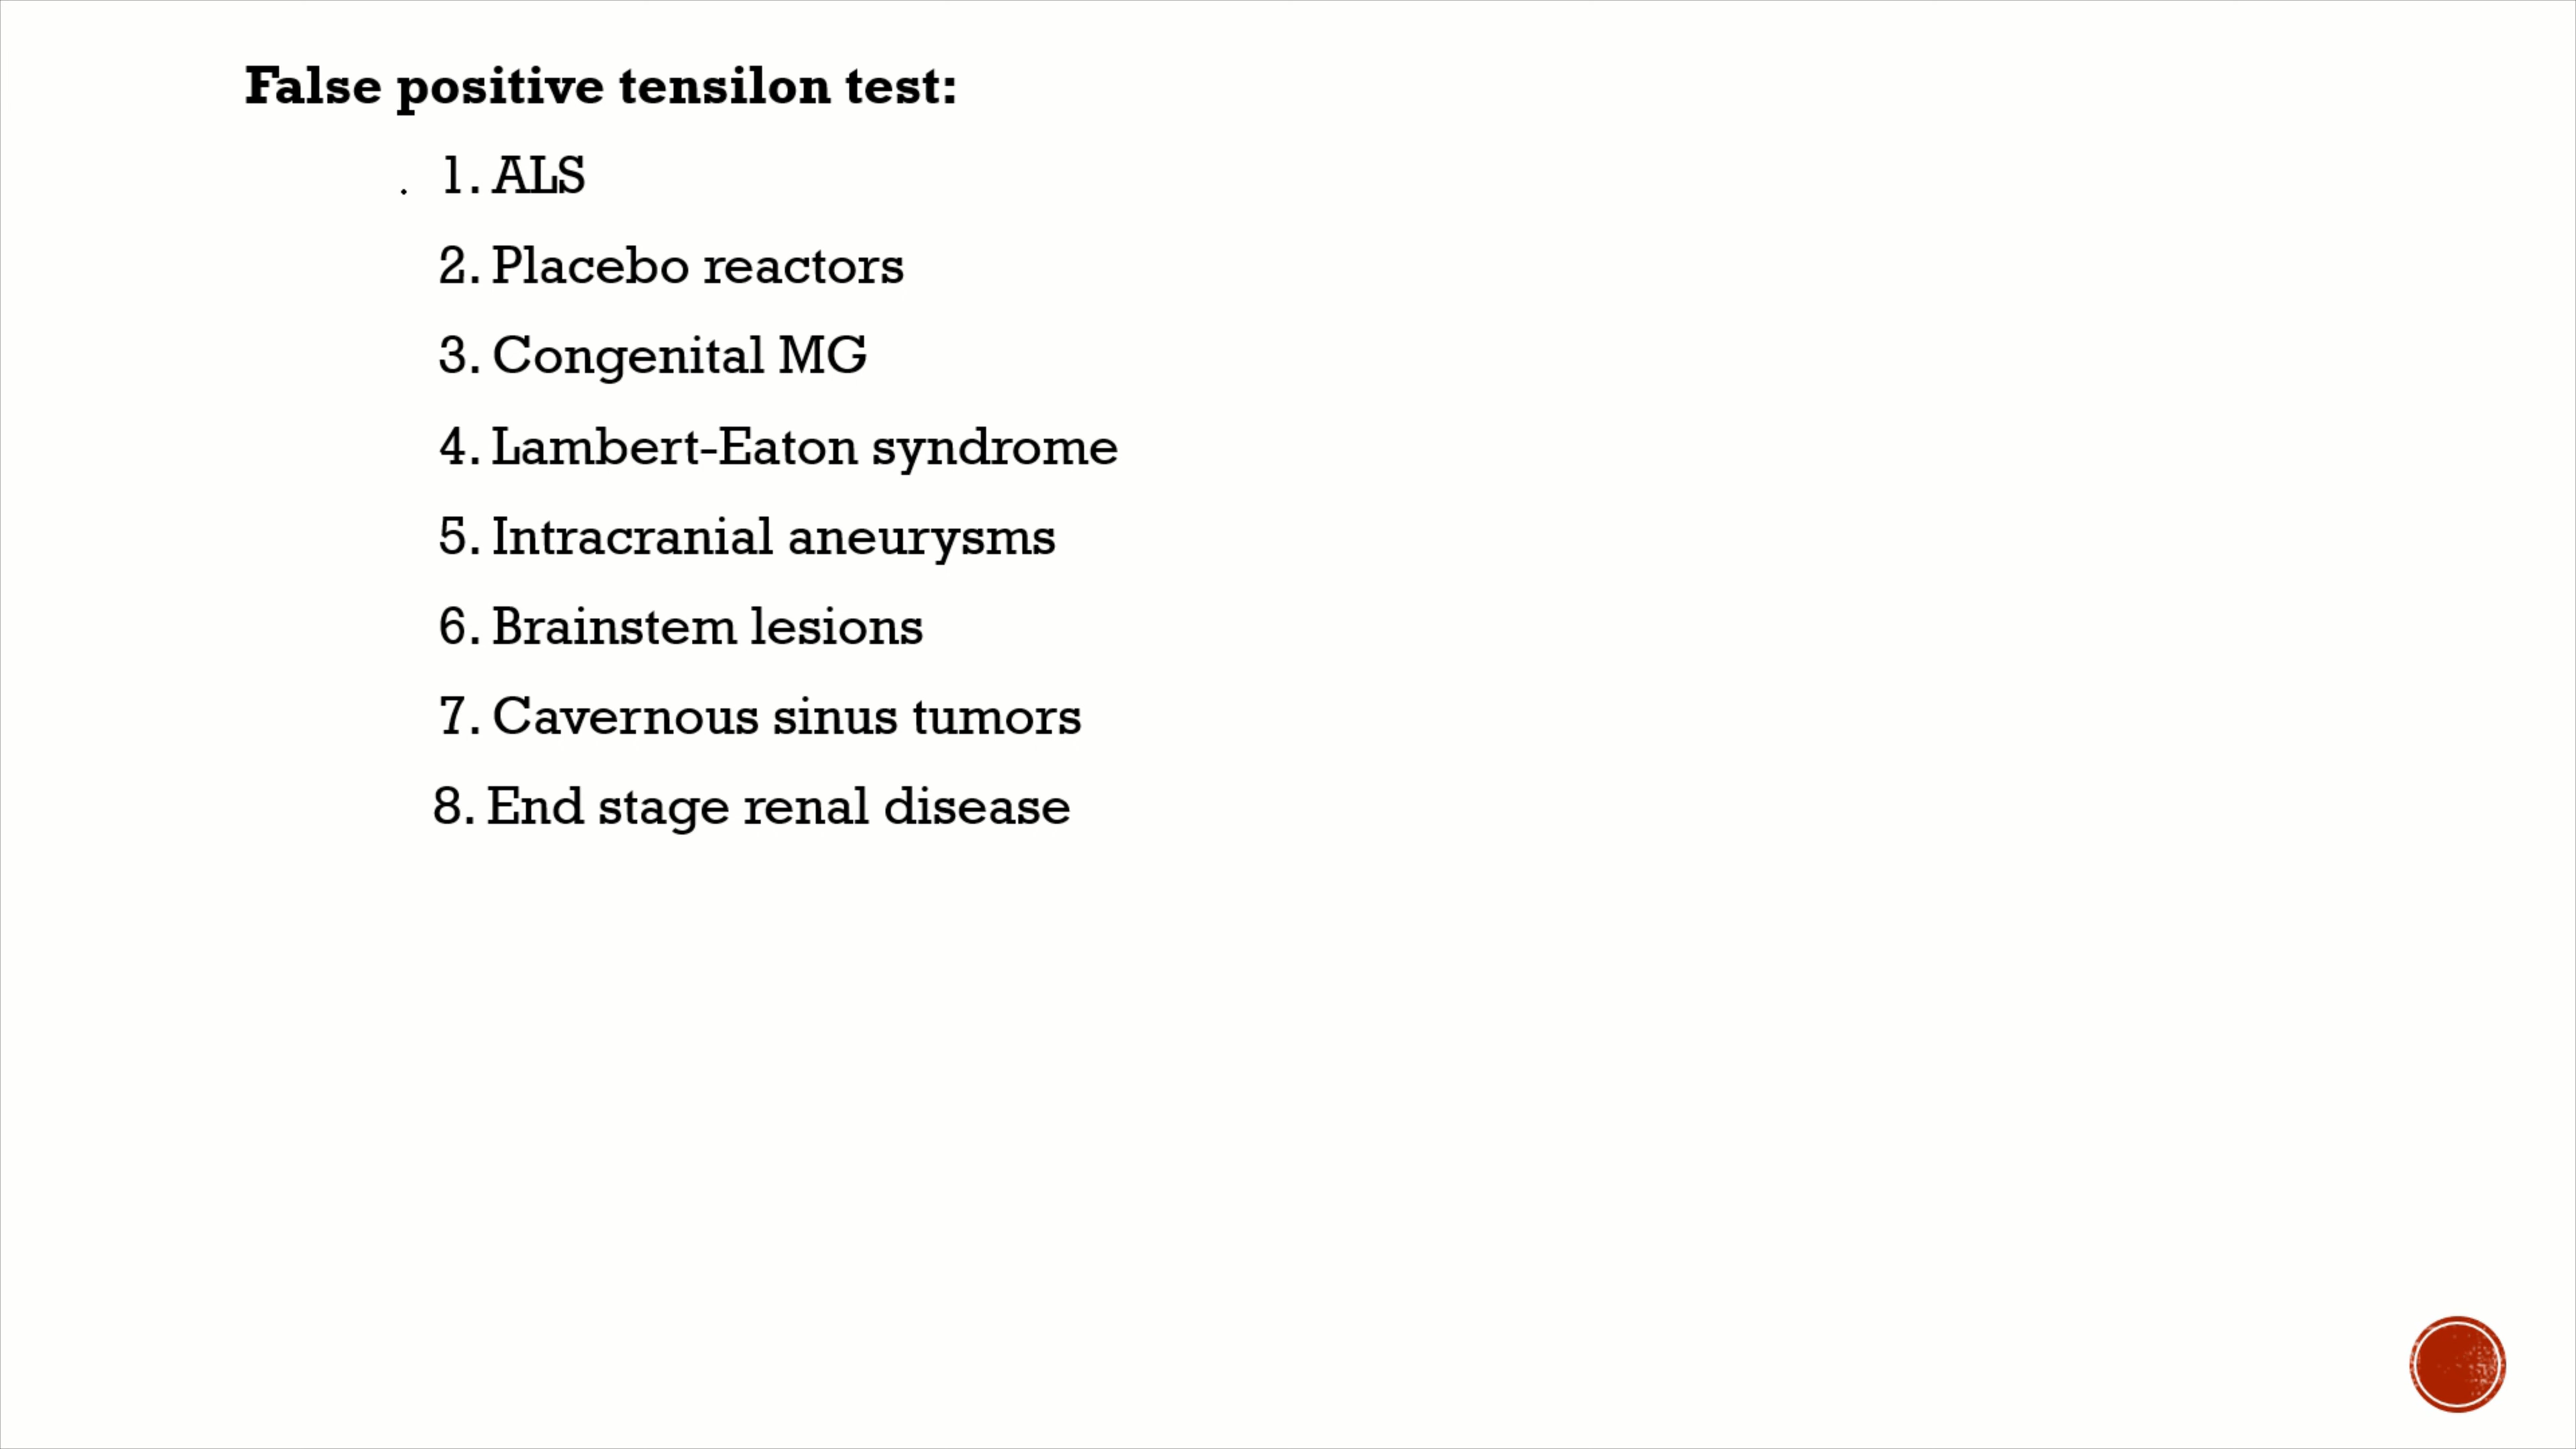 False positive tensilon test:
. 1. ALS
2. Placebo reactors
3. Congenital MG
4. Lambert-Eaton syndrome
5. Intracranial aneurysms
6. Brainstem lesions
7. Cavernous sinus tumors
8. End stage renal disease